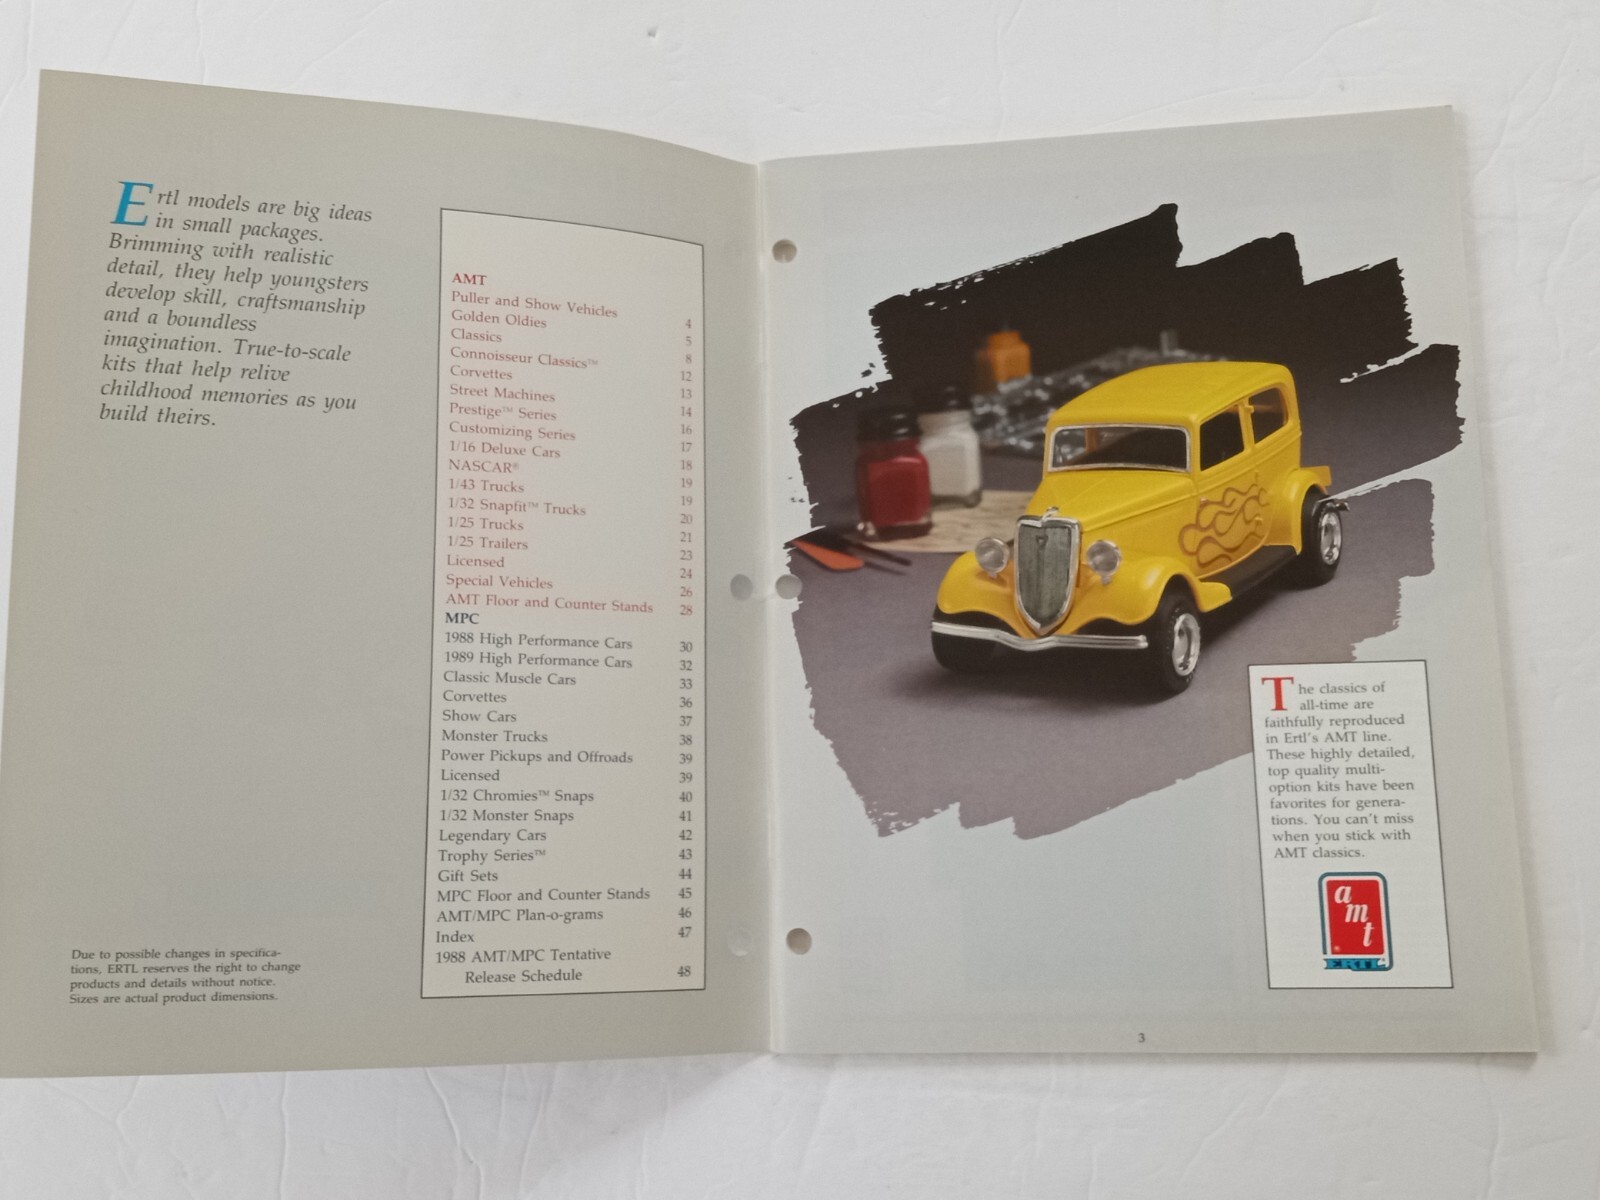 Ertl models are big ideas
in small packages.
Brimming with realistic
detail, they help youngsters
develop skill, craftsmanship
and a boundless
imagination. True-to-scale
kits that help relive
childhood memories as you
build theirs.
Due to possible changes in specifica-
tions, ERTL reserves the right to change
products and details without notice.
Sizes are actual product dimensions.
AMT
Puller and Show Vehicles 4
Golden Oldies 5
Classics 8
Connoisseur Classics™ 12
Corvettes 13
Street Machines 14
Prestige™ Series 16
Customizing Series 17
1/16 Deluxe Cars 18
NASCAR® 19
1/43 Trucks 19
1/32 Snapfit™ Trucks 20
1/25 Trucks 21
1/25 Trailers 23
Licensed 24
Special Vehicles 26
AMT Floor and Counter Stands 28
MPC
1988 High Performance Cars 30
1989 High Performance Cars 32
Classic Muscle Cars 33
Corvettes 36
Show Cars 37
Monster Trucks 38
Power Pickups and Offroads 39
Licensed 39
1/32 Chromies™ Snaps 40
1/32 Monster Snaps 41
Legendary Cars 42
Trophy Series™ 43
Gift Sets 44
MPC Floor and Counter Stands 45
AMT/MPC Plan-o-grams 46
Index 47
1988 AMT/MPC Tentative
Release Schedule 48
The classics of
all-time are
faithfully reproduced
in Ertl's AMT line.
These highly detailed,
top quality multi-
option kits have been
favorites for genera-
tions. You can't miss
when you stick with
AMT classics.
amt
ERTL
3